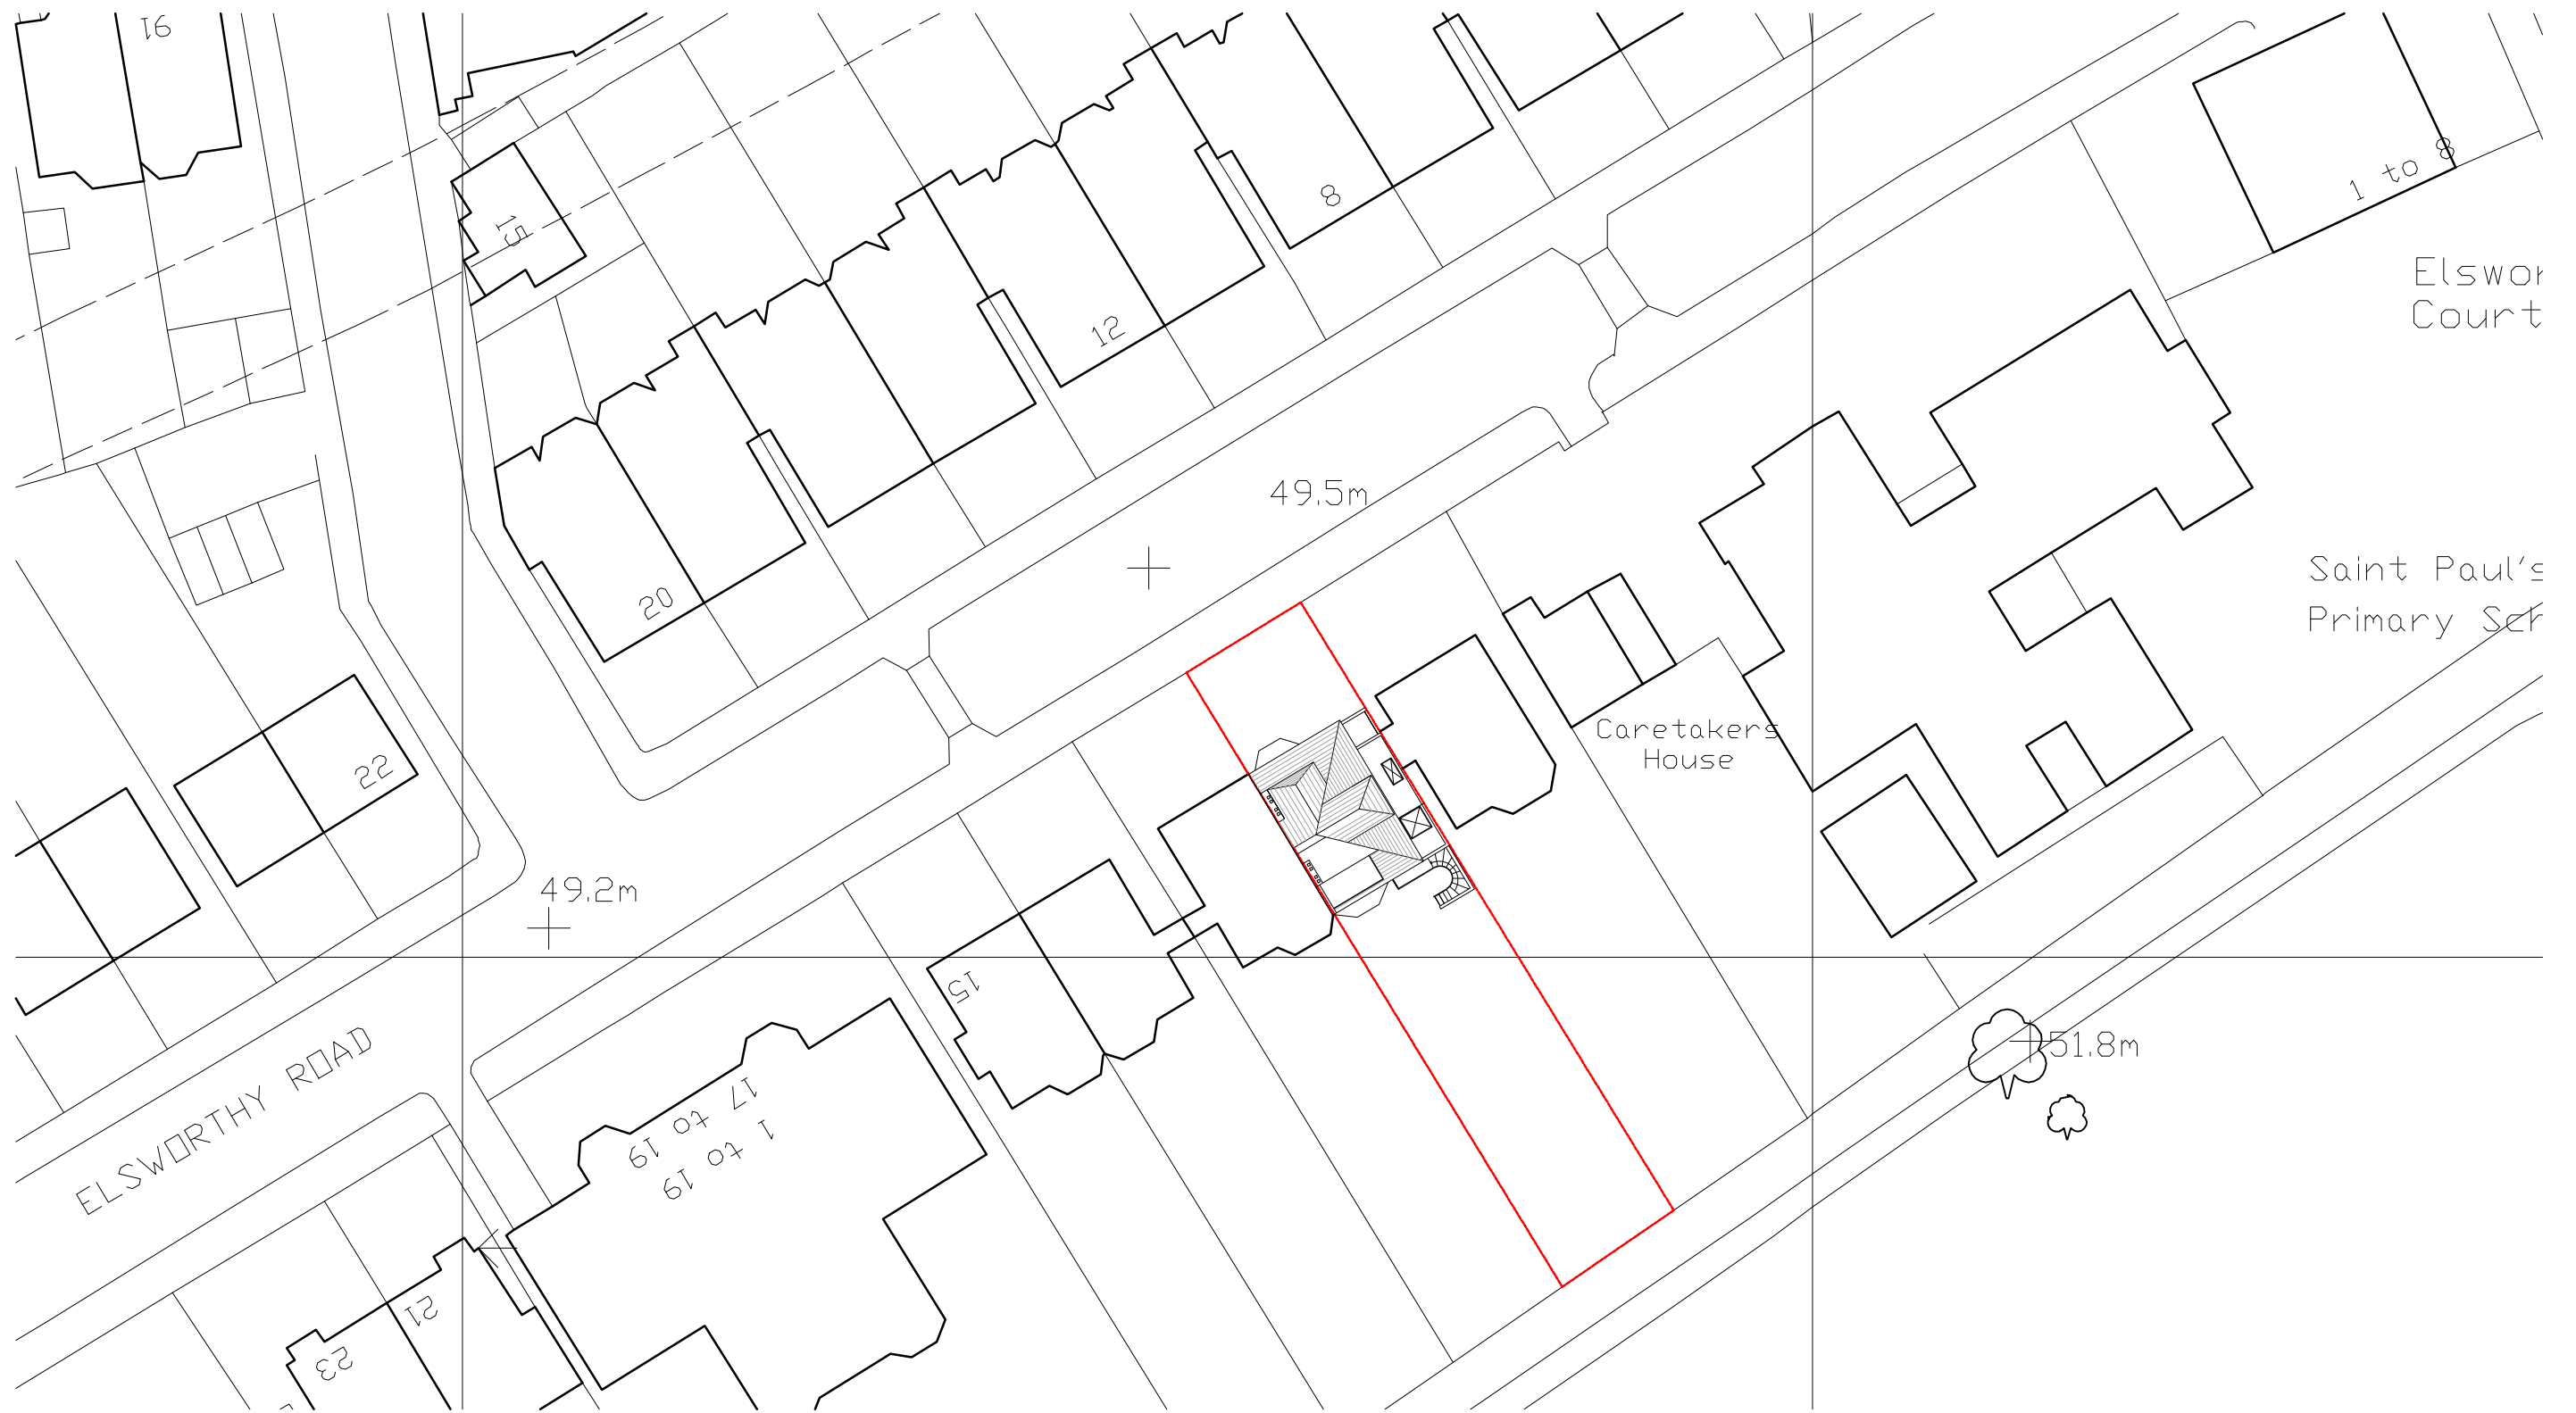 91
15
8
1 to 8
Elswor
Court
12
49.5m
20
Saint Paul's
Primary Sch
22
Caretakers
House
49.2m
15
ELSWORTHY ROAD
51.8m
17 to 19
1 to 19
21
23